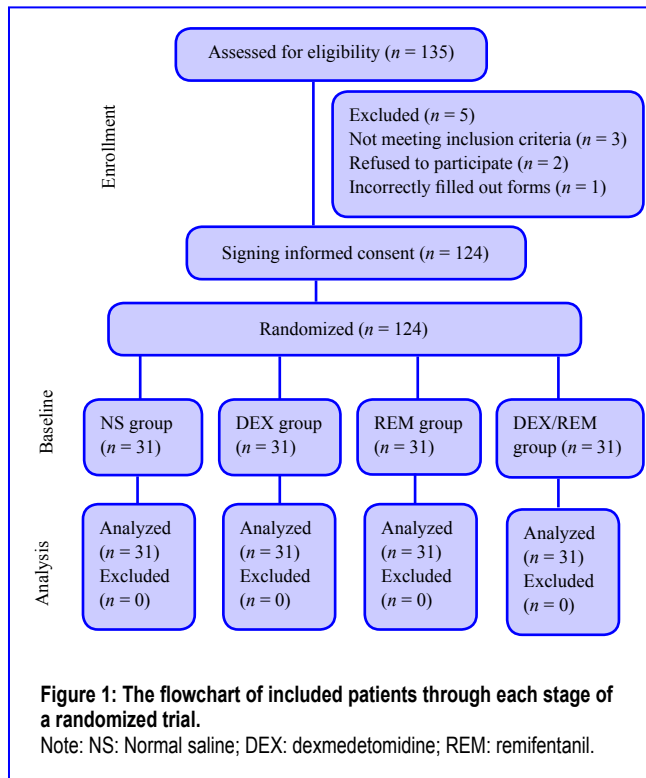 Assessed for eligibility (n = 135)
Enrollment
Excluded (n = 5)
Not meeting inclusion criteria (n = 3)
Refused to participate (n = 2)
Incorrectly filled out forms (n = 1)
Signing informed consent (n = 124)
Randomized (n = 124)
Baseline
NS group
(n = 31)
DEX group
(n = 31)
REM group
(n = 31)
DEX/REM
group (n = 31)
Analysis
Analyzed
(n = 31)
Excluded
(n = 0)
Analyzed
(n = 31)
Excluded
(n = 0)
Analyzed
(n = 31)
Excluded
(n = 0)
Analyzed
(n = 31)
Excluded
(n = 0)
Figure 1: The flowchart of included patients through each stage of
a randomized trial.
Note: NS: Normal saline; DEX: dexmedetomidine; REM: remifentanil.